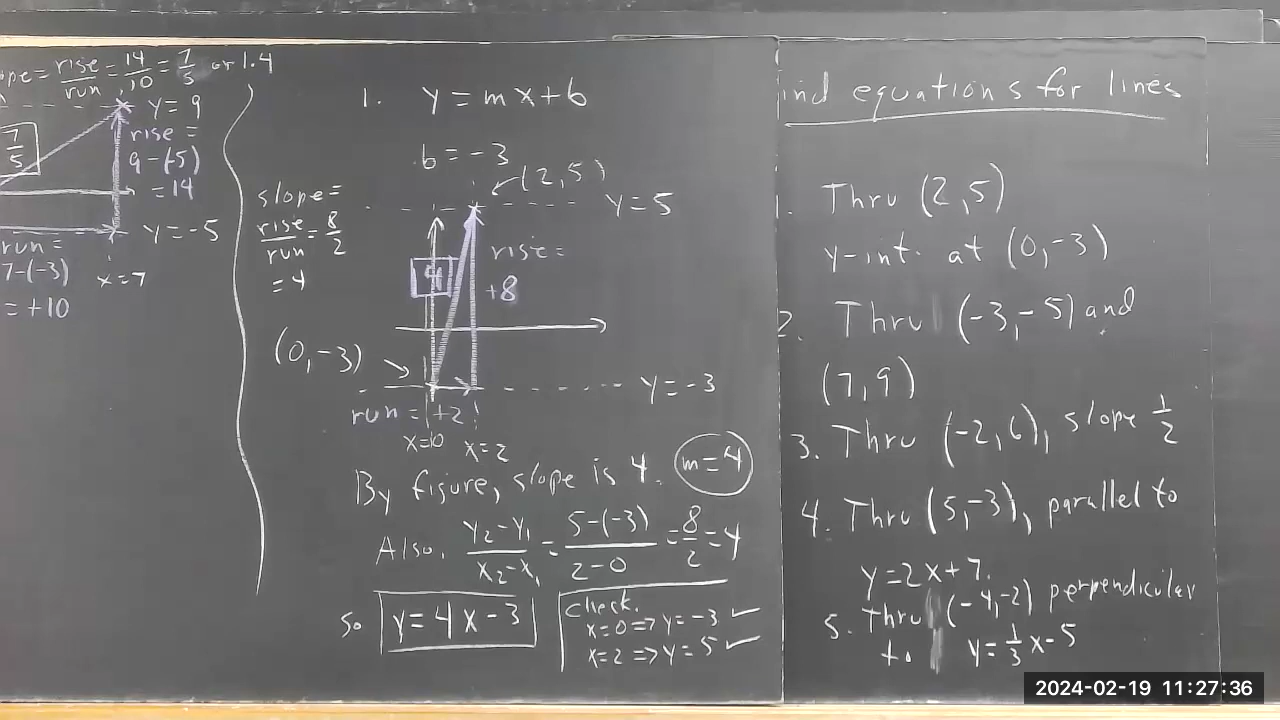 ope = rise/run = 14/10 = 7/5 or 1.4
y = 9
7/5
rise =
9-(-5)
= 14
y = -5
run =
7-(-3)
= +10
x = 7
1. y = mx+b
b = -3
(2,5)
y = 5
slope =
rise/run = 8/2
= 4
4
rise =
+8
(0,-3)
y = -3
run = +2
x=0
x=2
By figure, slope is 4. m=4
Also, y₂-y₁/x₂-x₁ = 5-(-3)/2-0 = 8/2 = 4
so y = 4x-3
Check.
x=0 => y=-3 ✓
x=2 => y=5 ✓
ind equations for lines
1. Thru (2,5)
y-int. at (0,-3)
2. Thru (-3,-5) and
(7,9)
3. Thru (-2,6), slope 1/2
4. Thru (5,-3), parallel to
y=2x+7.
5. Thru (-4,-2) perpendicular
to y=1/3x-5
2024-02-19 11:27:36